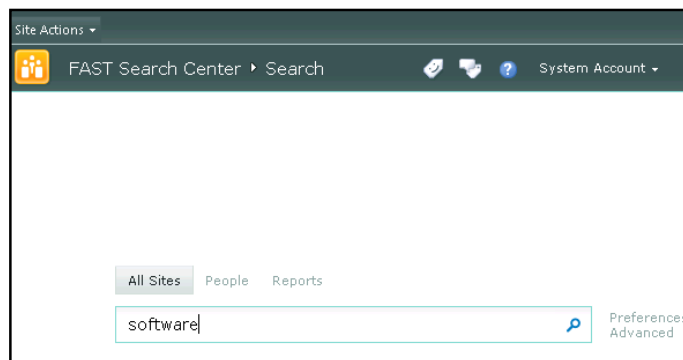 Site Actions
FAST Search Center Search
System Account
All Sites People Reports
software
Preferences
Advanced